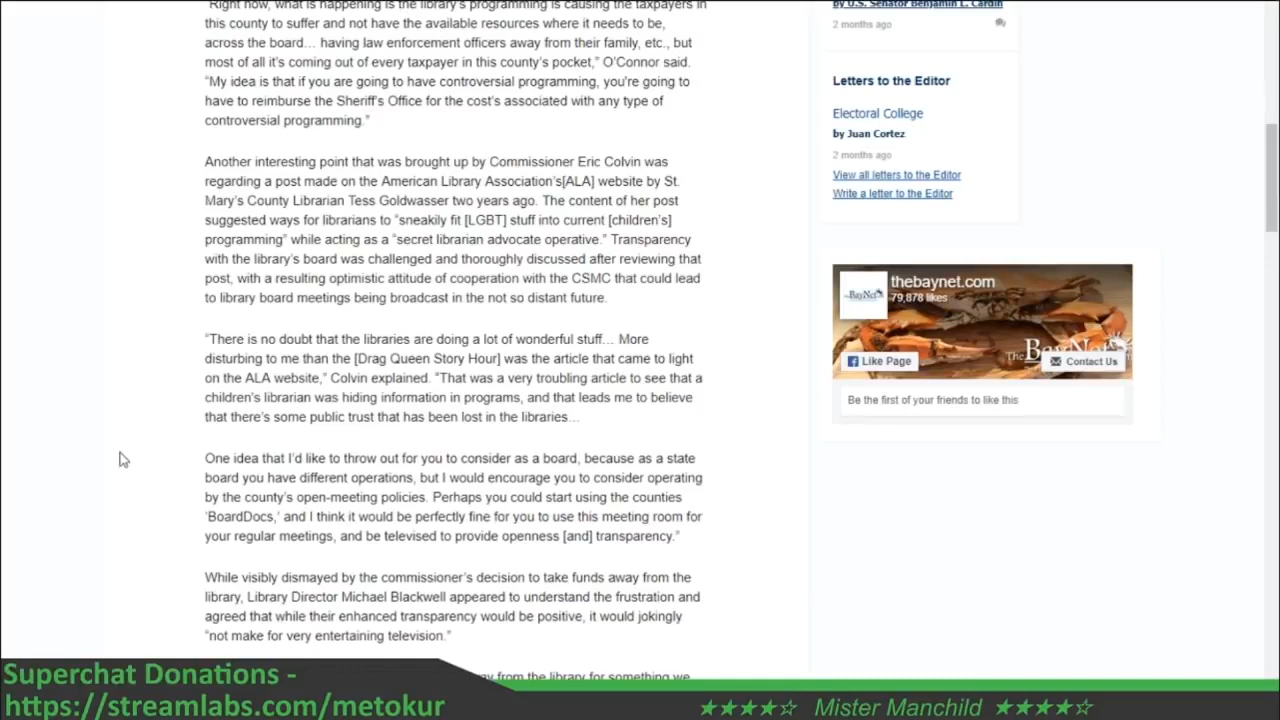 "Right now, what is happening is the library's programming is causing the taxpayers in
this county to suffer and not have the available resources where it needs to be,
across the board… having law enforcement officers away from their family, etc., but
most of all it's coming out of every taxpayer in this county's pocket," O'Connor said.
"My idea is that if you are going to have controversial programming, you're going to
have to reimburse the Sheriff's Office for the cost's associated with any type of
controversial programming."
Another interesting point that was brought up by Commissioner Eric Colvin was
regarding a post made on the American Library Association's[ALA] website by St.
Mary's County Librarian Tess Goldwasser two years ago. The content of her post
suggested ways for librarians to "sneakily fit [LGBT] stuff into current [children's]
programming" while acting as a "secret librarian advocate operative." Transparency
with the library's board was challenged and thoroughly discussed after reviewing that
post, with a resulting optimistic attitude of cooperation with the CSMC that could lead
to library board meetings being broadcast in the not so distant future.
"There is no doubt that the libraries are doing a lot of wonderful stuff… More
disturbing to me than the [Drag Queen Story Hour] was the article that came to light
on the ALA website," Colvin explained. "That was a very troubling article to see that a
children's librarian was hiding information in programs, and that leads me to believe
that there's some public trust that has been lost in the libraries…
One idea that I'd like to throw out for you to consider as a board, because as a state
board you have different operations, but I would encourage you to consider operating
by the county's open-meeting policies. Perhaps you could start using the counties
'BoardDocs,' and I think it would be perfectly fine for you to use this meeting room for
your regular meetings, and be televised to provide openness [and] transparency."
While visibly dismayed by the commissioner's decision to take funds away from the
library, Library Director Michael Blackwell appeared to understand the frustration and
agreed that while their enhanced transparency would be positive, it would jokingly
"not make for very entertaining television."
away from the library for something we
by U.S. Senator Benjamin L. Cardin
2 months ago
Letters to the Editor
Electoral College
by Juan Cortez
2 months ago
View all letters to the Editor
Write a letter to the Editor
thebaynet.com
79,878 likes
The BayNet
Like Page
The BayNet
Contact Us
Be the first of your friends to like this
Superchat Donations -
https://streamlabs.com/metokur
★★★★☆ Mister Manchild ★★★★☆